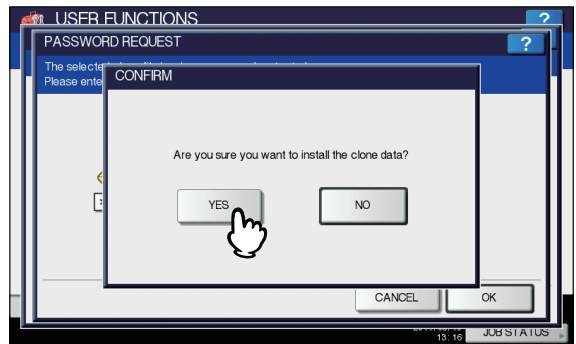 USER FUNCTIONS
?
PASSWORD REQUEST
?
The selected
Please ente
CONFIRM
Are you sure you want to install the clone data?
YES
NO
CANCEL
OK
13:16
JOB STATUS